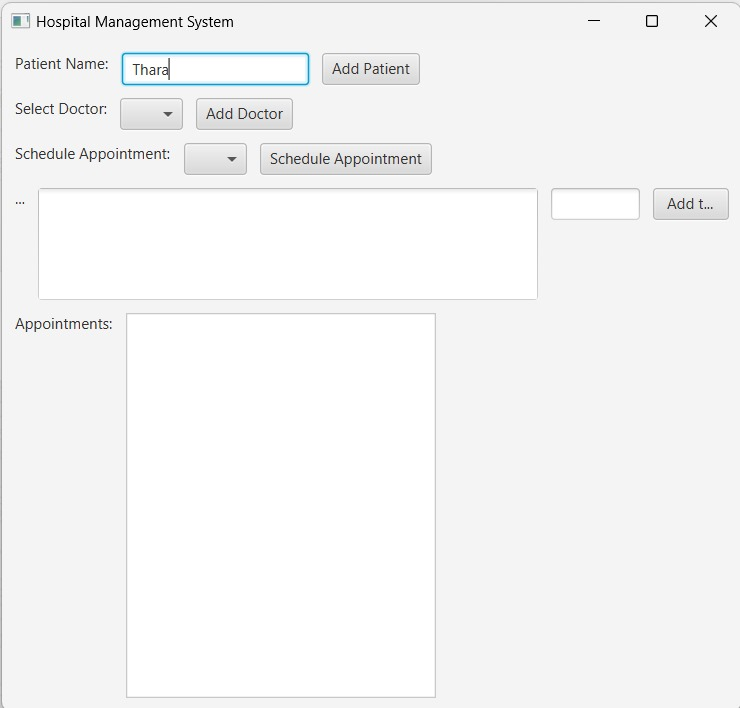 Hospital Management System
Patient Name: Thara Add Patient
Select Doctor: Add Doctor
Schedule Appointment: Schedule Appointment
... Add t...
Appointments: